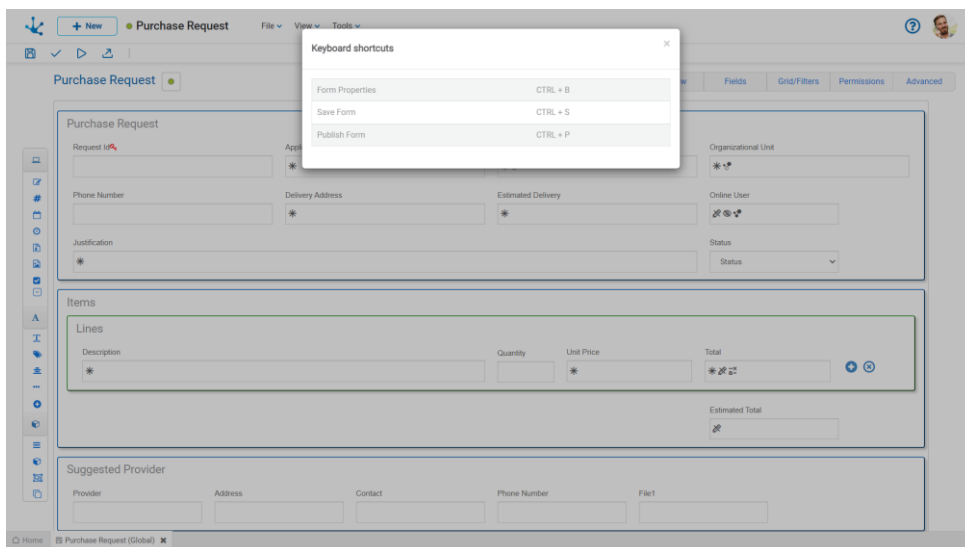 + New
Purchase Request
File View Tools
?
Keyboard shortcuts
×
Form Properties CTRL + B
Save Form CTRL + S
Publish Form CTRL + P
Purchase Request
Fields Grid/Filters Permissions Advanced
Purchase Request
Request Id
Organizational Unit
Phone Number Delivery Address Estimated Delivery Online User
Justification Status
Status
Items
Lines
Description Quantity Unit Price Total
Estimated Total
Suggested Provider
Provider Address Contact Phone Number File1
Home Purchase Request (Global) ✖